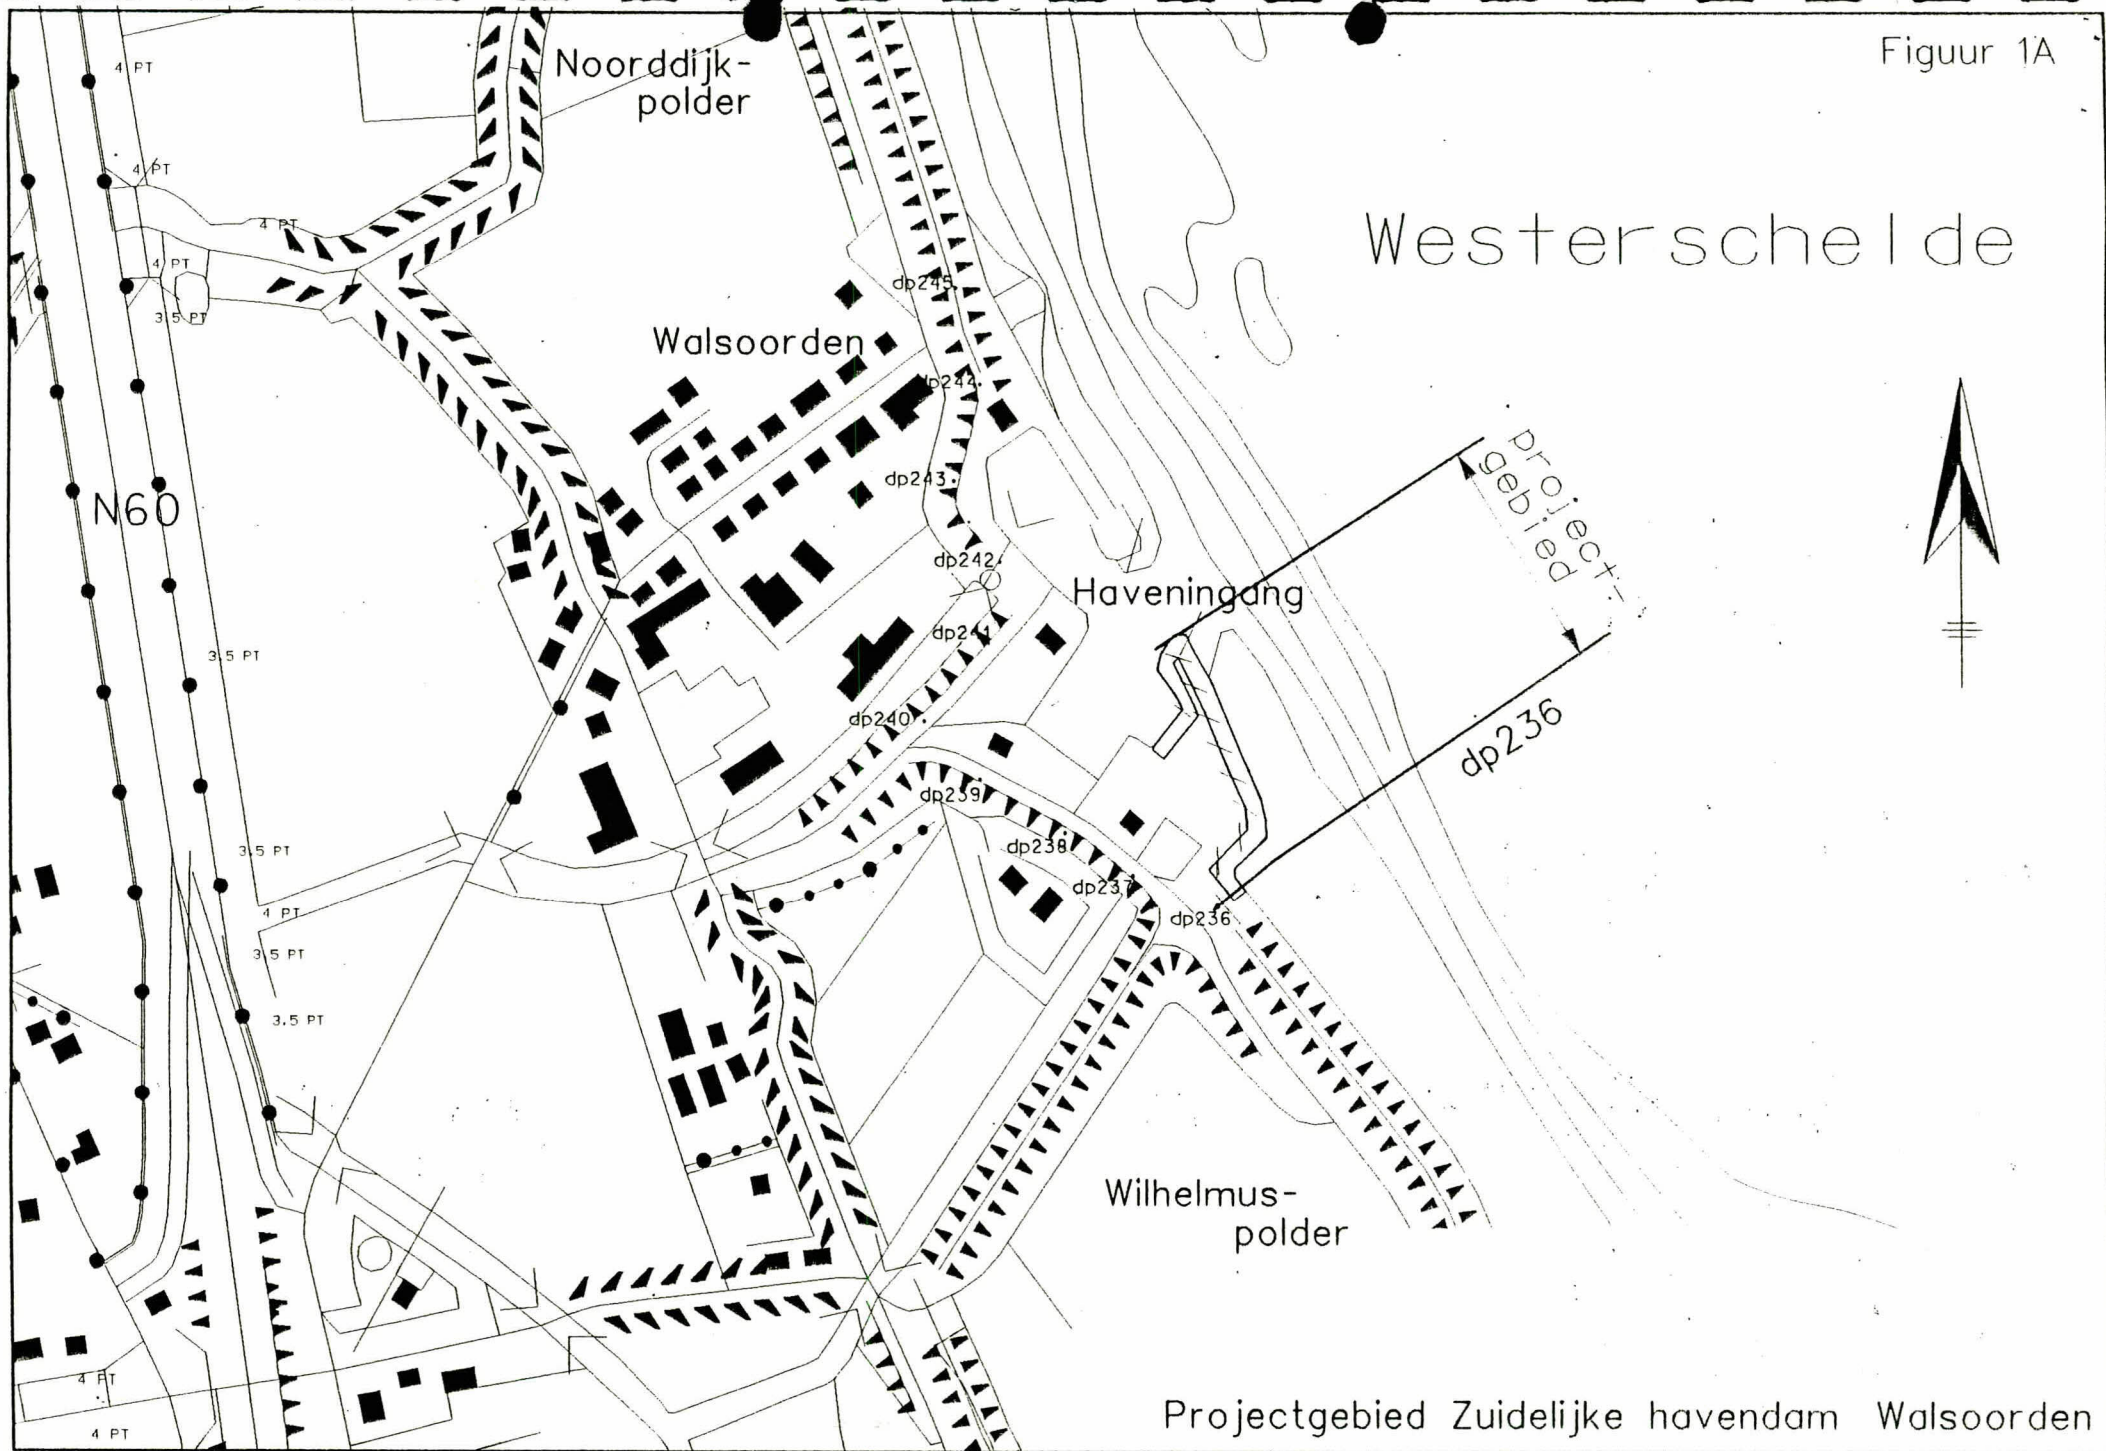 Figuur 1A
Noorddijk-
polder
4 PT
4 PT
4 PT
4 PT
3.5 PT
Westerschelde
dp245
Walsoorden
dp244
project-
gebied
dp243
N60
dp242
Haveningang
dp241
3.5 PT
dp240
dp236
dp239
dp238
3.5 PT
dp237
4 PT
dp236
3.5 PT
3.5 PT
Wilhelmus-
polder
4 PT
4 PT
Projectgebied Zuidelijke havendam Walsoorden